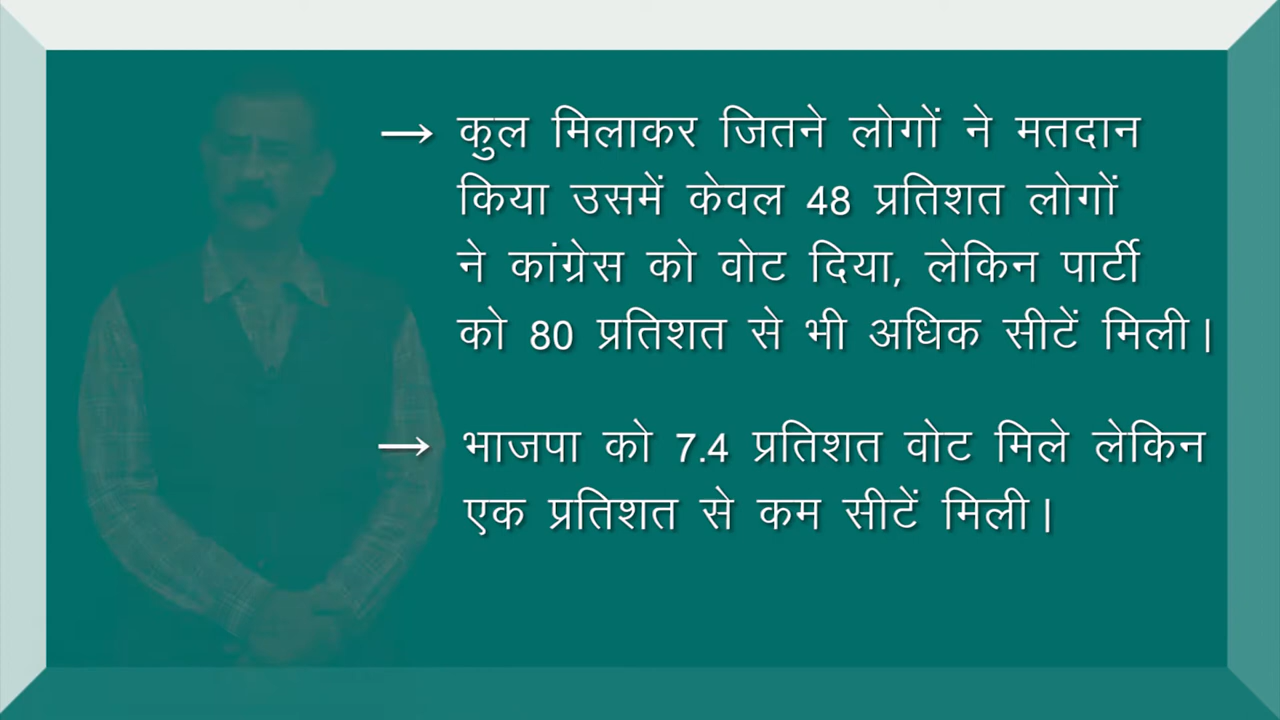 → कुल मिलाकर जितने लोगों ने मतदान
किया उसमें केवल 48 प्रतिशत लोगों
ने कांग्रेस को वोट दिया, लेकिन पार्टी
को 80 प्रतिशत से भी अधिक सीटें मिली।
→ भाजपा को 7.4 प्रतिशत वोट मिले लेकिन
एक प्रतिशत से कम सीटें मिली।